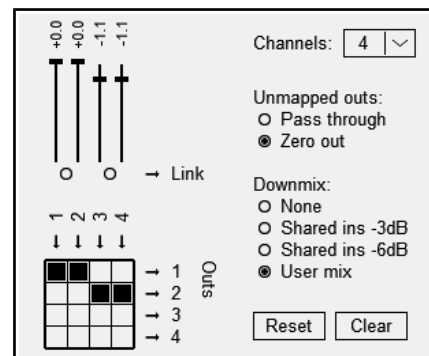 +0.0 +0.0 -1.1 -1.1
Link
1 2 3 4
1
2
3
4
Outs
Channels: 4
Unmapped outs:
Pass through
Zero out
Downmix:
None
Shared ins -3dB
Shared ins -6dB
User mix
Reset Clear